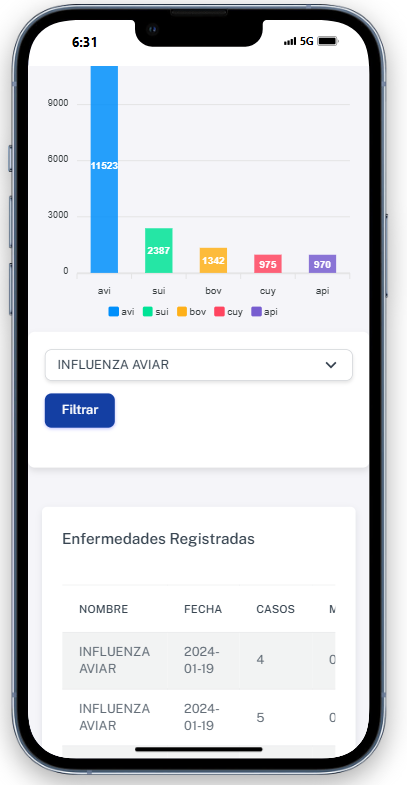 6:31 5G
9000
6000
3000
0
11523
2387
1342
975
970
avi sui bov cuy api
avi sui bov cuy api
INFLUENZA AVIAR
Filtrar
Enfermedades Registradas
NOMBRE FECHA CASOS M
INFLUENZA 2024-
AVIAR 01-19 4 0
INFLUENZA 2024-
AVIAR 01-19 5 0